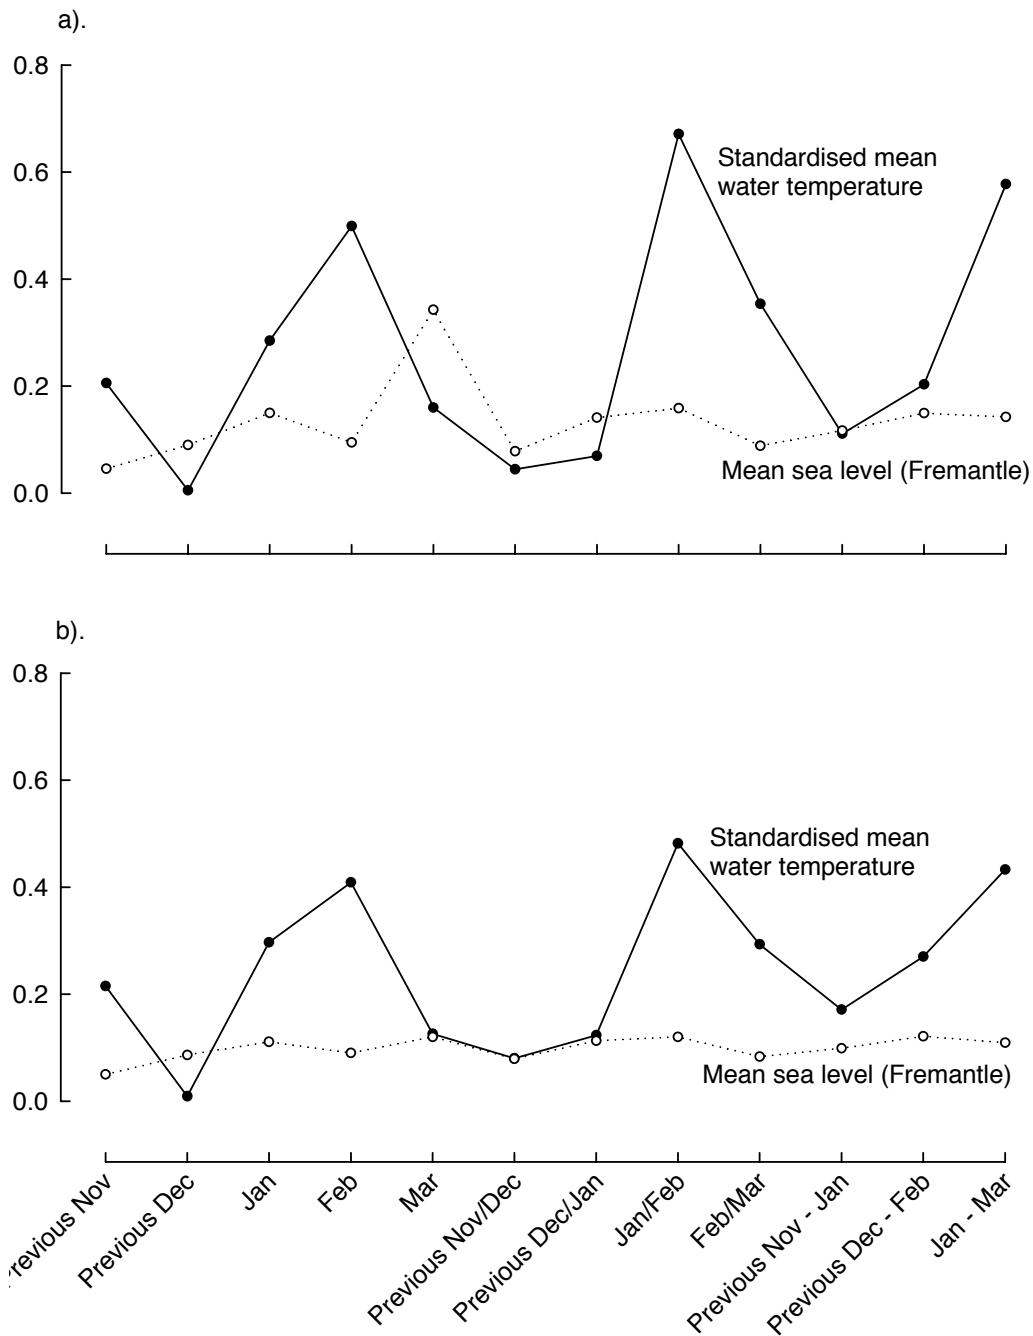 a).
0.8
0.6
0.4
0.2
0.0
Standardised mean
water temperature
Mean sea level (Fremantle)
b).
0.8
0.6
0.4
0.2
0.0
Standardised mean
water temperature
Mean sea level (Fremantle)
Previous Nov
Previous Dec
Jan
Feb
Mar
Previous Nov/Dec
Previous Dec/Jan
Jan/Feb
Feb/Mar
Previous Nov - Jan
Previous Dec - Feb
Jan - Mar